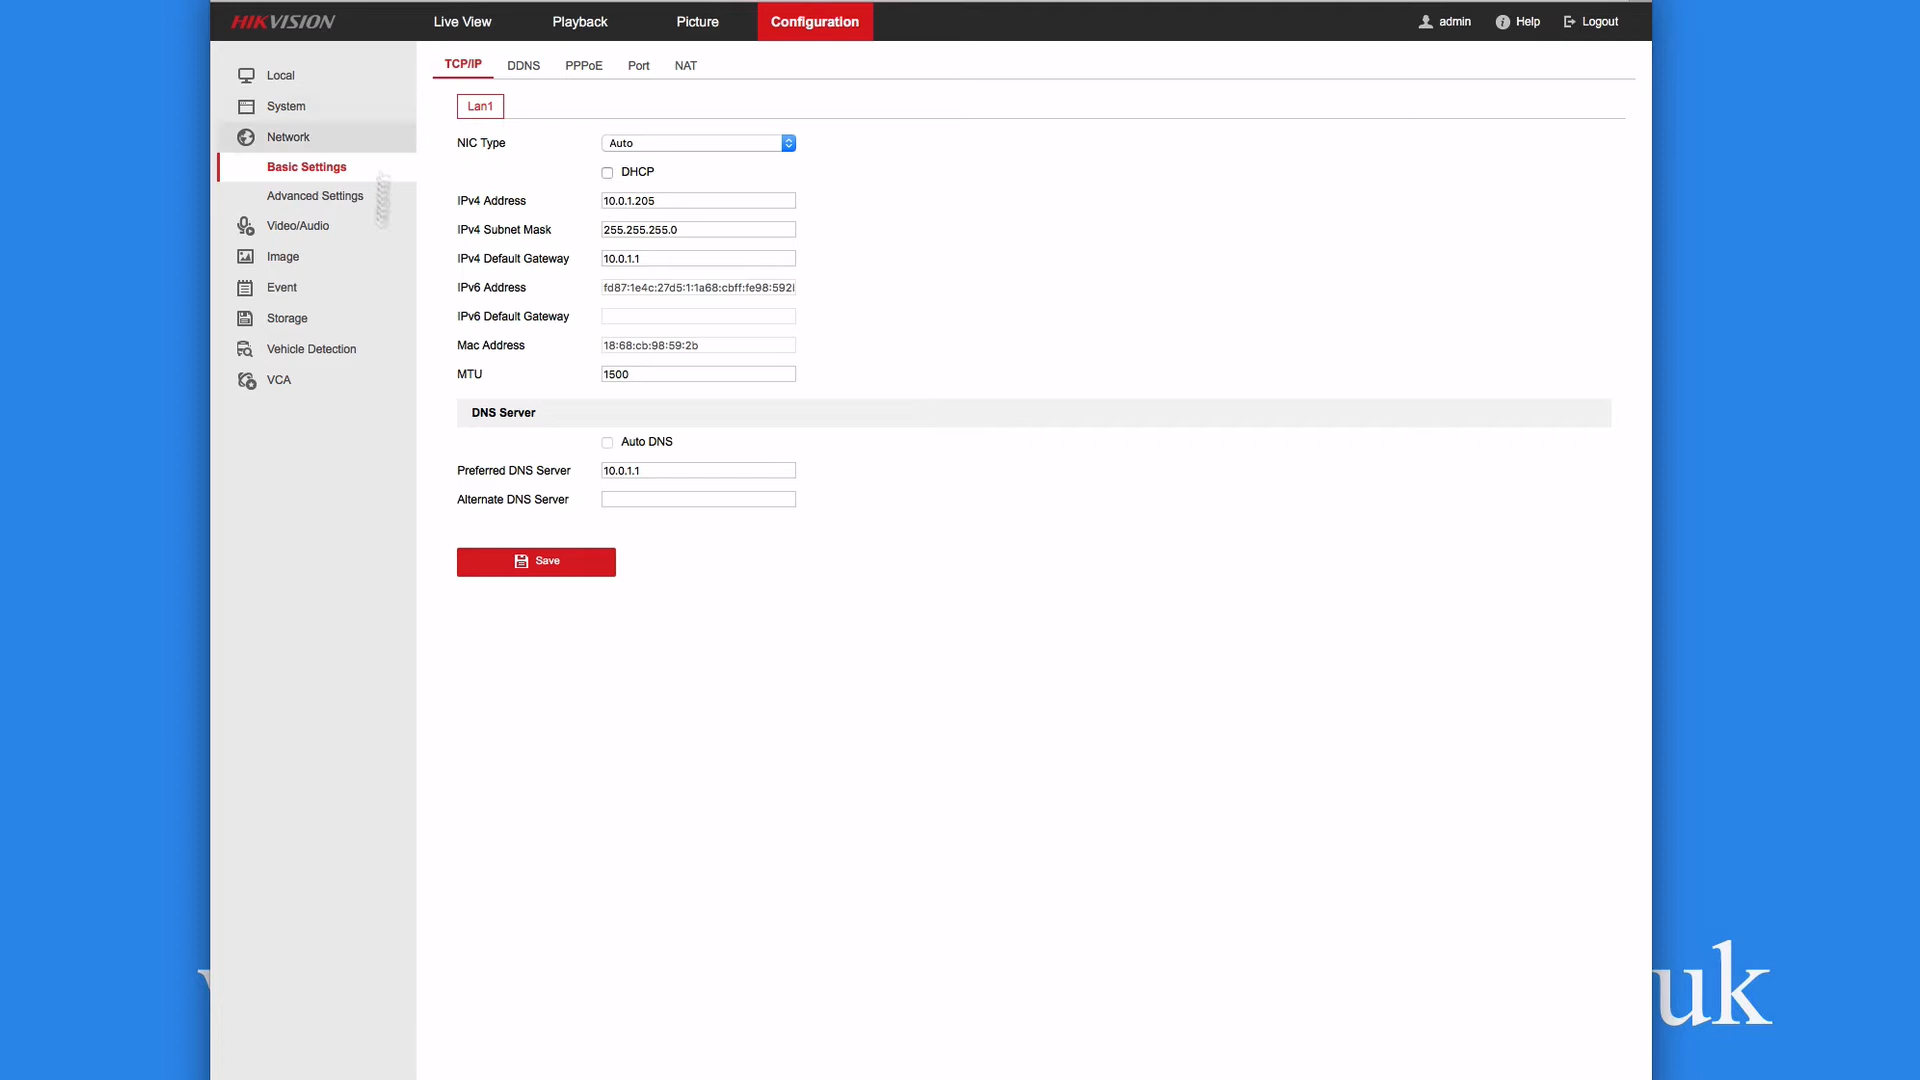 HIKVISION Live View Playback Picture Configuration admin Help Logout
TCP/IP DDNS PPPoE Port NAT
Local
System
Network
Basic Settings
Advanced Settings
Video/Audio
Image
Event
Storage
Vehicle Detection
VCA
Lan1
NIC Type Auto
DHCP
IPv4 Address 10.0.1.205
IPv4 Subnet Mask 255.255.255.0
IPv4 Default Gateway 10.0.1.1
IPv6 Address fd87:1e4c:27d5:1:1a68:cbff:fe98:592
IPv6 Default Gateway
Mac Address 18:68:cb:98:59:2b
MTU 1500
DNS Server
Auto DNS
Preferred DNS Server 10.0.1.1
Alternate DNS Server
Save
uk